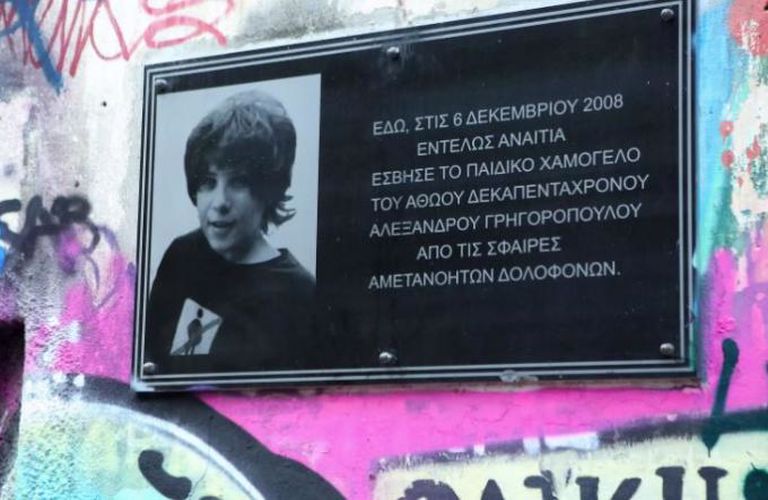 ΕΔΩ, ΣΤΙΣ 6 ΔΕΚΕΜΒΡΙΟΥ 2008
ΕΝΤΕΛΩΣ ΑΝΑΙΤΙΑ
ΕΣΒΗΣΕ ΤΟ ΠΑΙΔΙΚΟ ΧΑΜΟΓΕΛΟ
ΤΟΥ ΑΘΩΟΥ ΔΕΚΑΠΕΝΤΑΧΡΟΝΟΥ
ΑΛΕΞΑΝΔΡΟΥ ΓΡΗΓΟΡΟΠΟΥΛΟΥ
ΑΠΟ ΤΙΣ ΣΦΑΙΡΕΣ
ΑΜΕΤΑΝΟΗΤΩΝ ΔΟΛΟΦΟΝΩΝ.